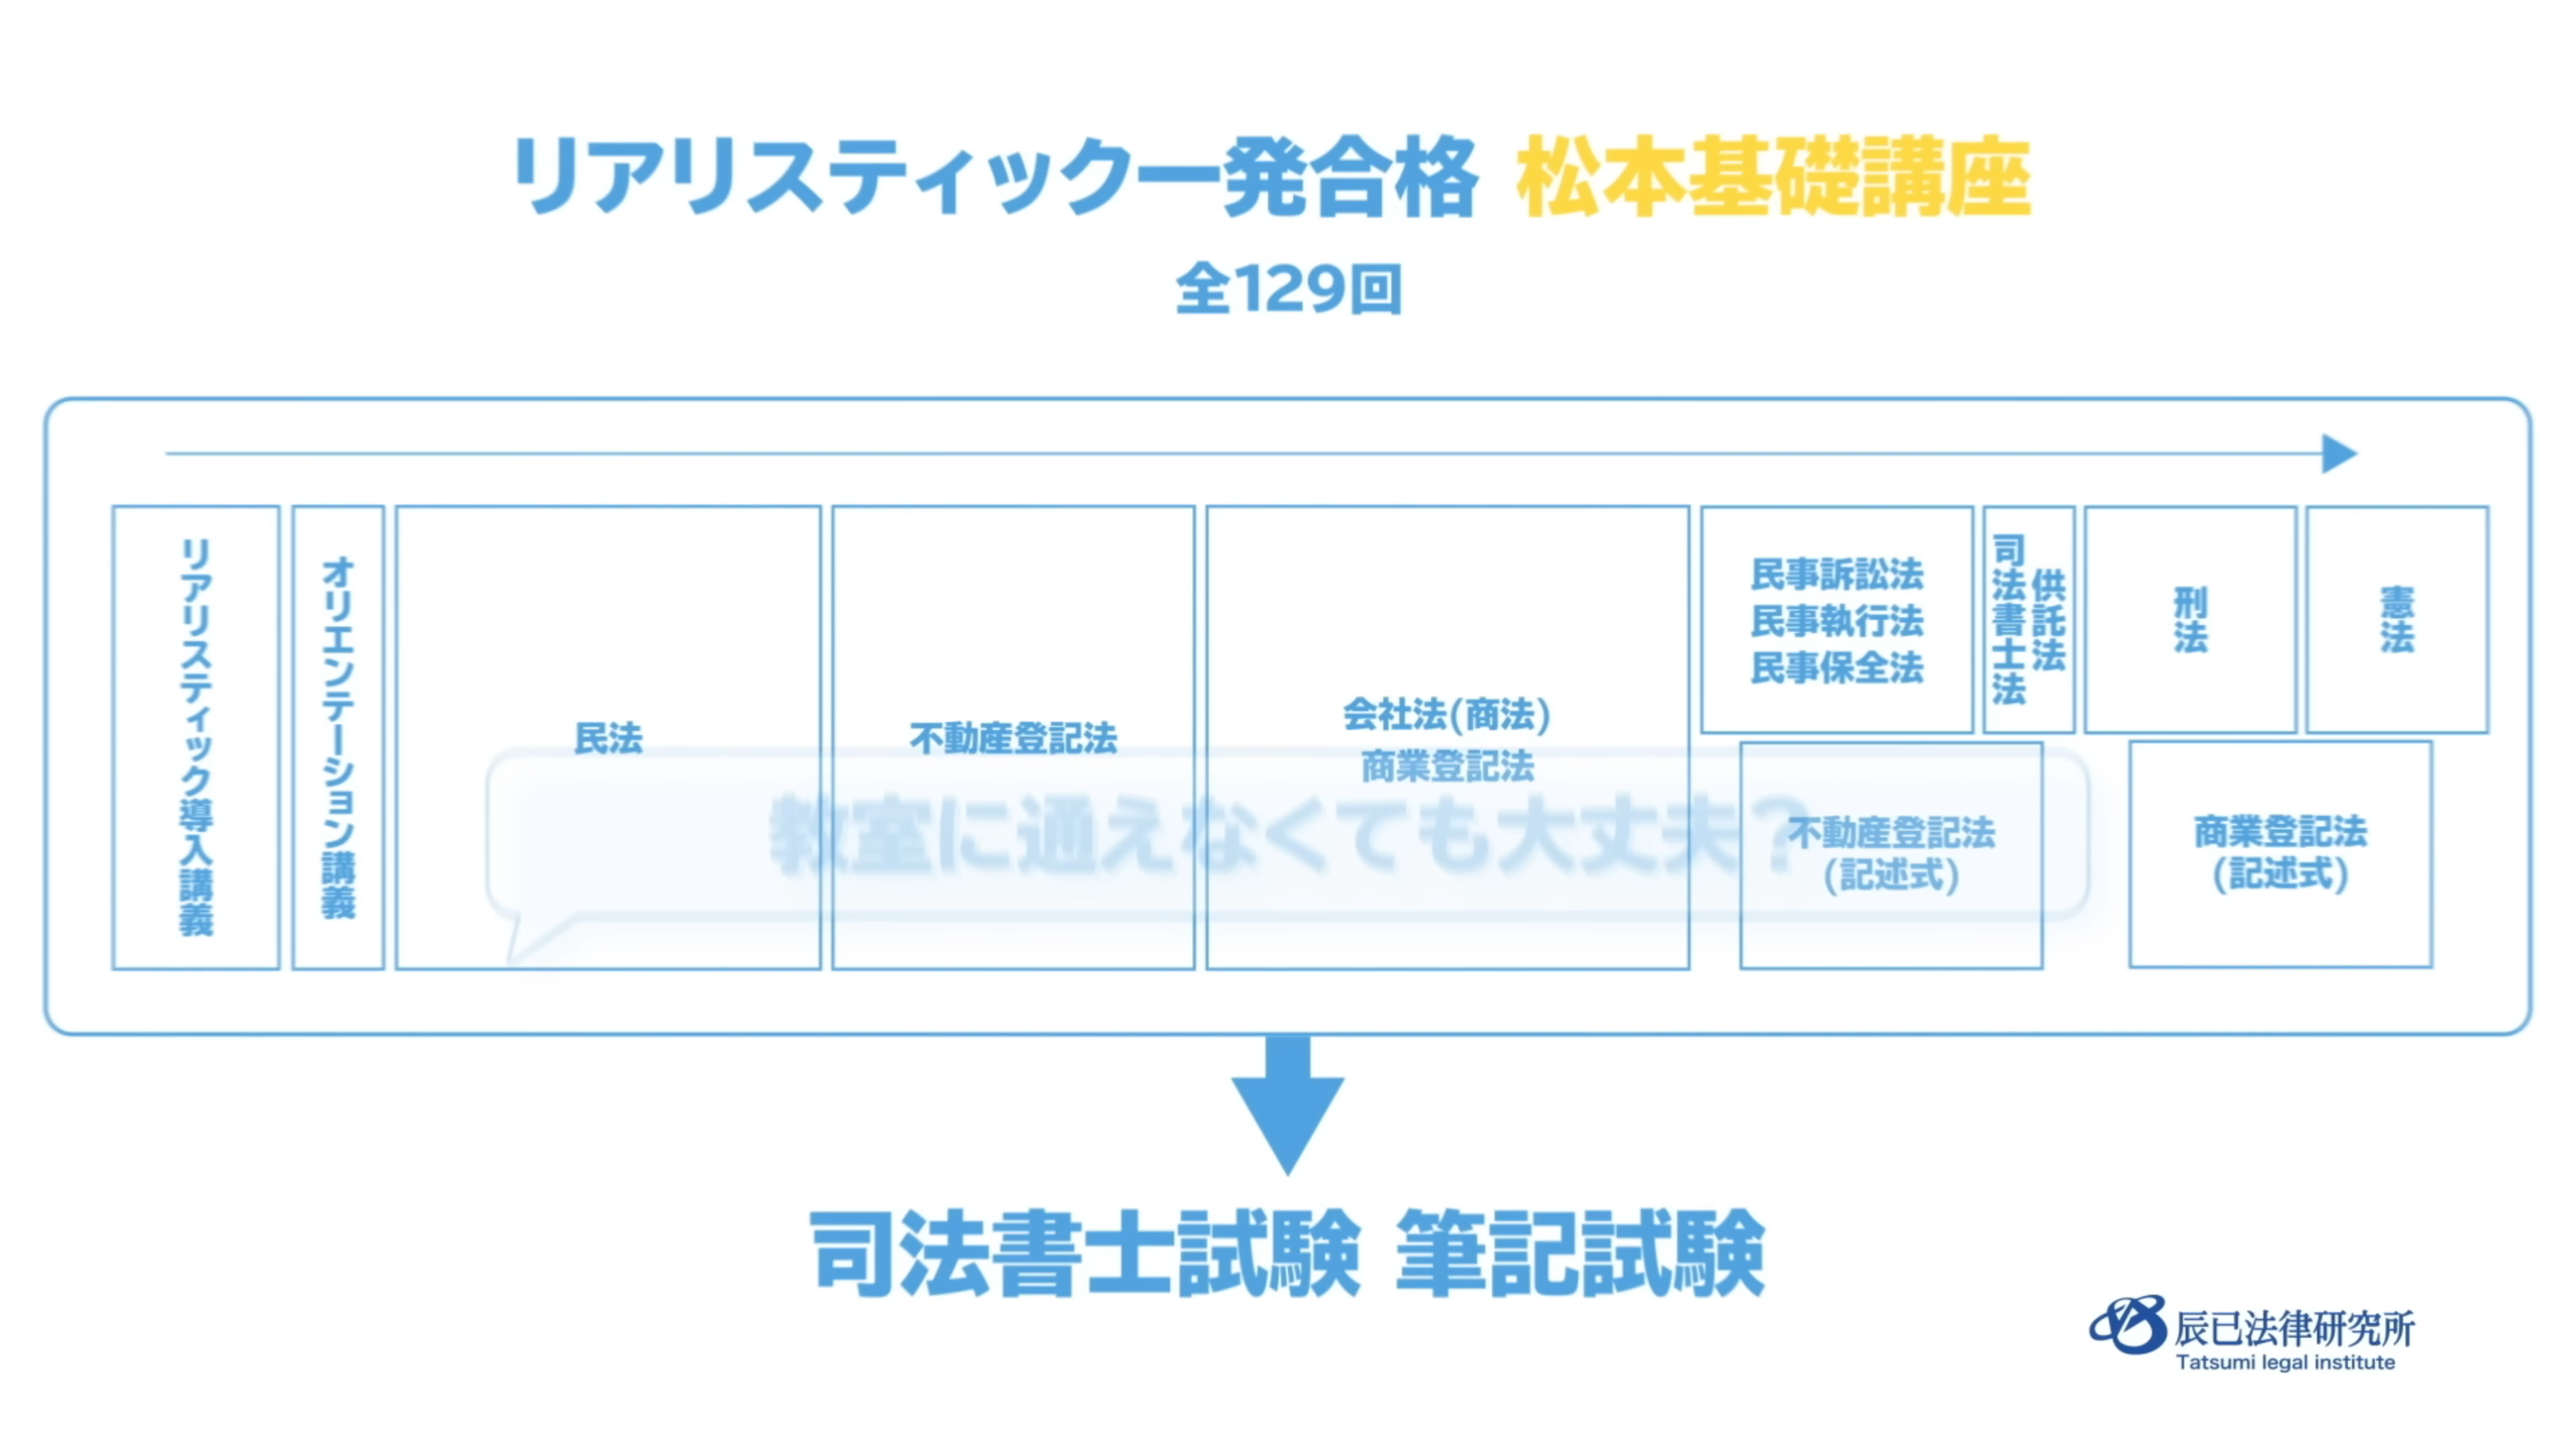 リアリスティック一発合格 松本基礎講座
全129回
リアリスティック導入講義
オリエンテーション講義
民法
不動産登記法
会社法(商法)
商業登記法
民事訴訟法
民事執行法
民事保全法
供託法
司法書士法
刑法
憲法
不動産登記法
(記述式)
商業登記法
(記述式)
教室に通えなくても大丈夫?
司法書士試験 筆記試験
辰已法律研究所
Tatsumi legal institute